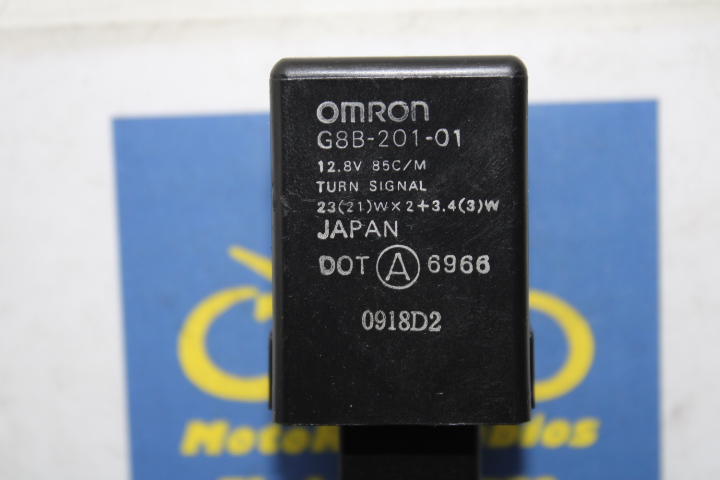 OMRON
G8B-201-01
12.8V 85C/M
TURN SIGNAL
23(21)W×2+3.4(3)W
JAPAN
DOT A 6966
0918D2